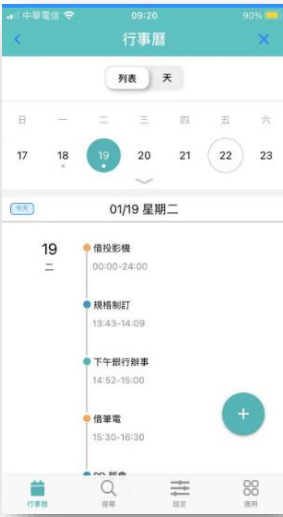 中華電信 09:20 90%
行事曆
列表 天
日 一 二 三 四 五 六
17 18 19 20 21 22 23
今天 01/19 星期二
19 借投影機
二 00:00-24:00
規格制訂
13:43-14:09
下午銀行辦事
14:52-15:00
借筆電
15:30-16:30
行事曆 搜尋 設定 應用